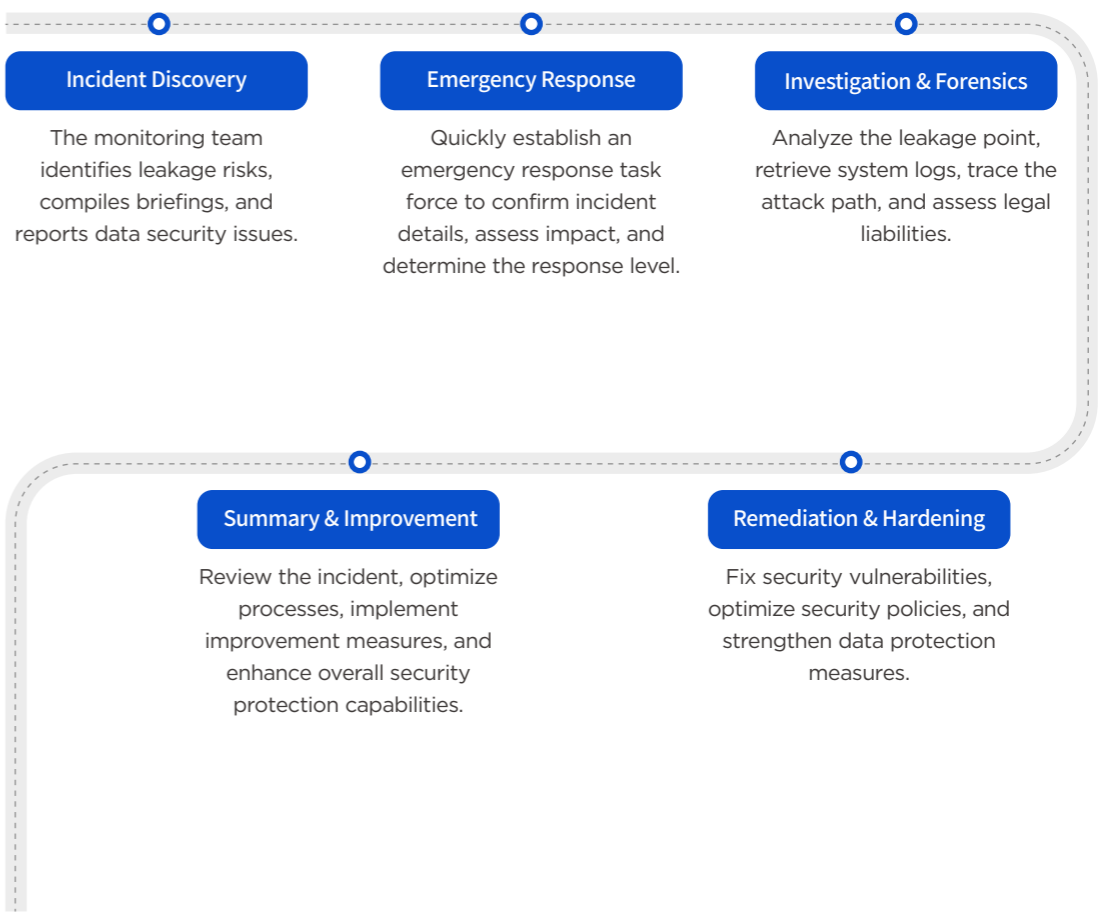 Incident Discovery
The monitoring team
identifies leakage risks,
compiles briefings, and
reports data security issues.
Emergency Response
Quickly establish an
emergency response task
force to confirm incident
details, assess impact, and
determine the response level.
Investigation & Forensics
Analyze the leakage point,
retrieve system logs, trace the
attack path, and assess legal
liabilities.
Remediation & Hardening
Fix security vulnerabilities,
optimize security policies, and
strengthen data protection
measures.
Summary & Improvement
Review the incident, optimize
processes, implement
improvement measures, and
enhance overall security
protection capabilities.